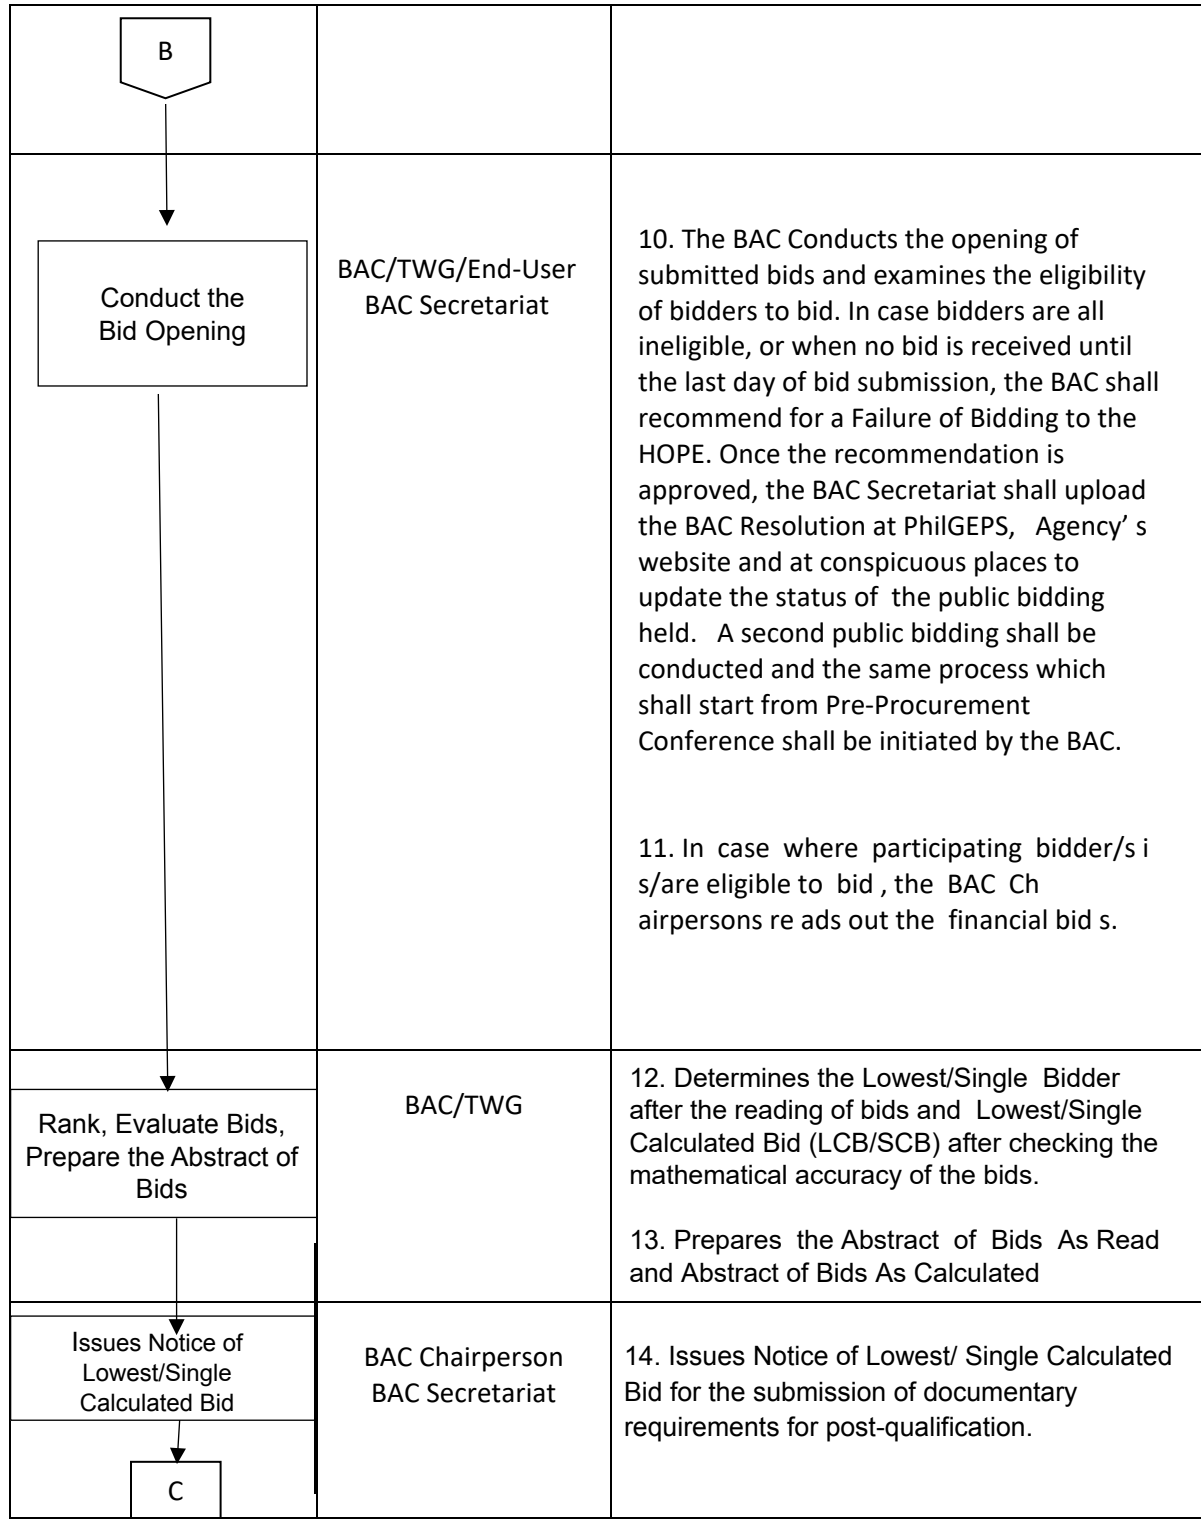 B
Conduct the
Bid Opening
BAC/TWG/End-User
BAC Secretariat
10. The BAC Conducts the opening of
submitted bids and examines the eligibility
of bidders to bid. In case bidders are all
ineligible, or when no bid is received until
the last day of bid submission, the BAC shall
recommend for a Failure of Bidding to the
HOPE. Once the recommendation is
approved, the BAC Secretariat shall upload
the BAC Resolution at PhilGEPS,   Agency’ s
website and at conspicuous places to
update the status of  the public bidding
held.   A second public bidding shall be
conducted and the same process which
shall start from Pre-Procurement
Conference shall be initiated by the BAC.
11. In  case  where  participating  bidder/s i
s/are eligible to  bid , the  BAC  Ch
airpersons re ads out the  financial bid s.
Rank, Evaluate Bids,
Prepare the Abstract of
Bids
BAC/TWG
12. Determines the Lowest/Single  Bidder
after the reading of bids and  Lowest/Single
Calculated Bid (LCB/SCB) after checking the
mathematical accuracy of the bids.
13. Prepares  the Abstract  of  Bids  As Read
and Abstract of Bids As Calculated
Issues Notice of
Lowest/Single
Calculated Bid
BAC Chairperson
BAC Secretariat
14. Issues Notice of Lowest/ Single Calculated
Bid for the submission of documentary
requirements for post-qualification.
C